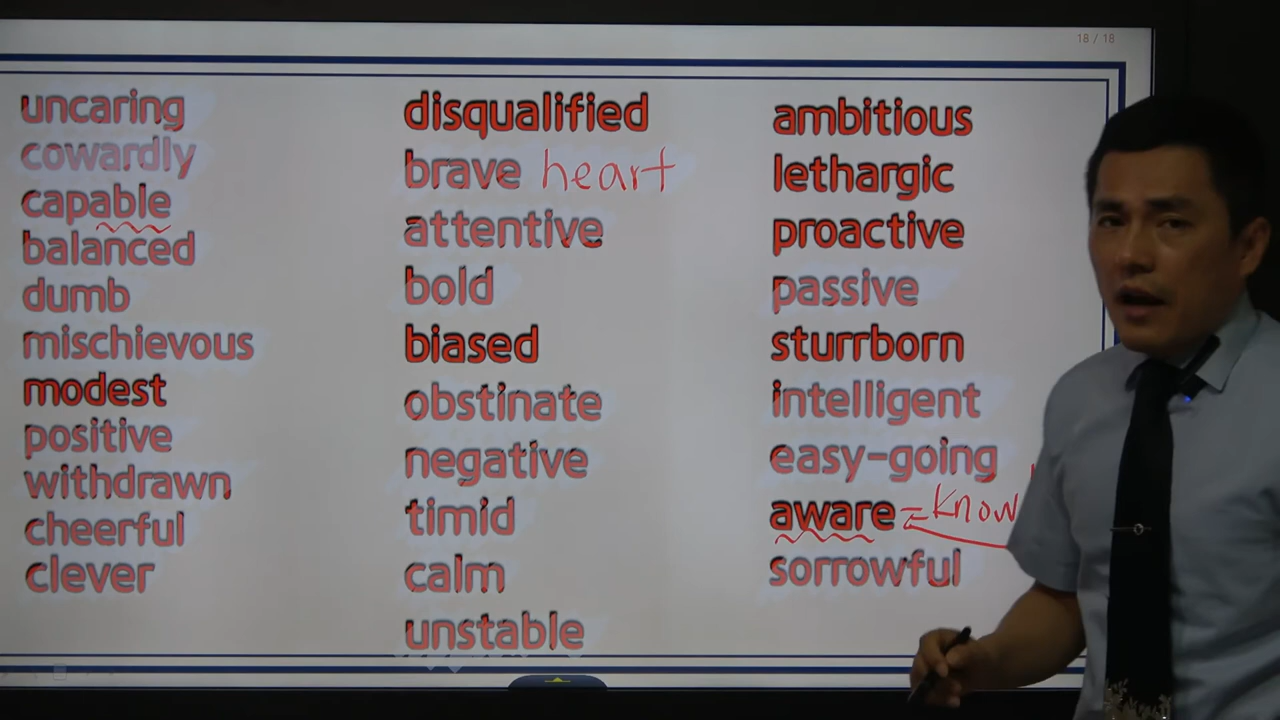 18 / 18
uncaring
cowardly
capable
balanced
dumb
mischievous
modest
positive
withdrawn
cheerful
clever
disqualified
brave heart
attentive
bold
biased
obstinate
negative
timid
calm
unstable
ambitious
lethargic
proactive
passive
sturrborn
intelligent
easy-going
aware =know
sorrowful